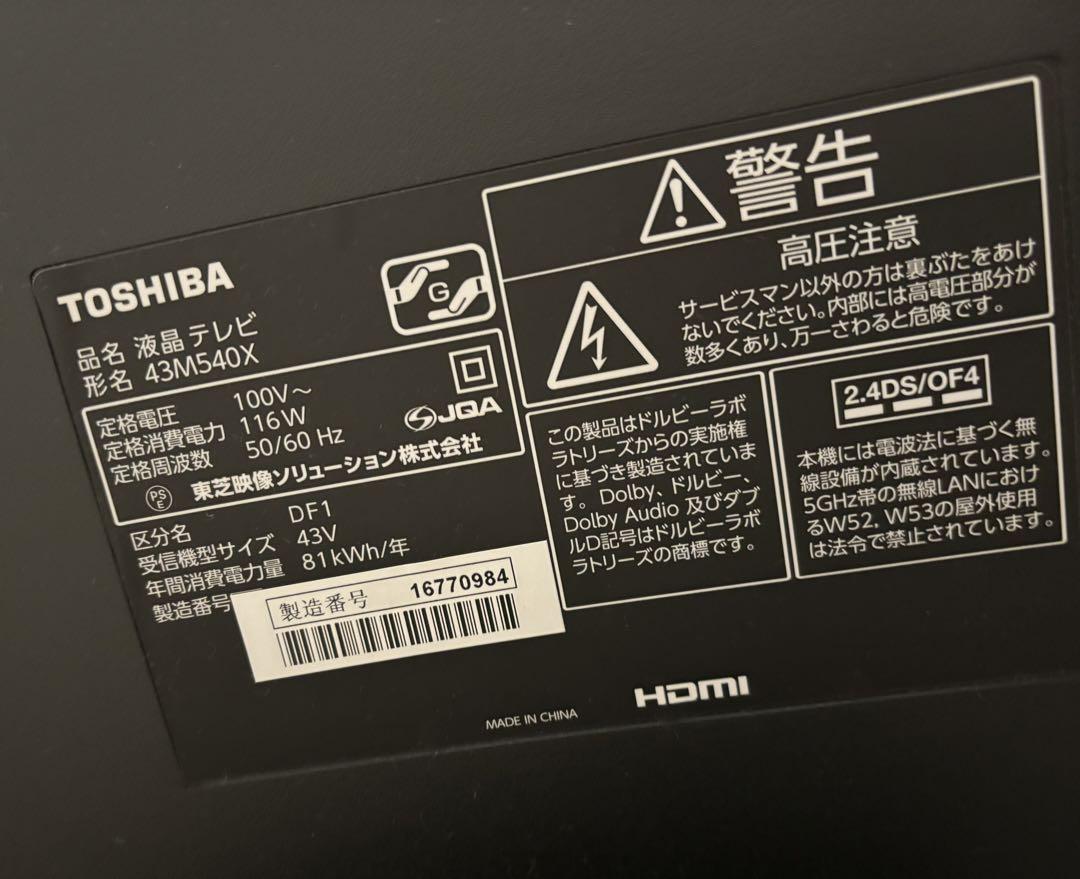 TOSHIBA
品名 液晶テレビ
形名 43M540X
G
定格電圧 100V～
定格消費電力 116W
定格周波数 50/60 Hz
JQA
PS
E
東芝映像ソリューション株式会社
区分名 DF1
受信機型サイズ 43V
年間消費電力量 81kWh/年
製造番号
製造番号 16770984
警告
高圧注意
サービスマン以外の方は裏ぶたをあけ
ないでください。内部には高電圧部分が
数多くあり、万一さわると危険です。
この製品はドルビーラボ
ラトリーズからの実施権
に基づき製造されていま
す。Dolby、ドルビー、
Dolby Audio 及びダブ
ルD記号はドルビーラボ
ラトリーズの商標です。
2.4DS/OF4
本機には電波法に基づく無
線設備が内蔵されています。
5GHz帯の無線LANにおけ
るW52，W53の屋外使用
は法令で禁止されています。
MADE IN CHINA
HDMI